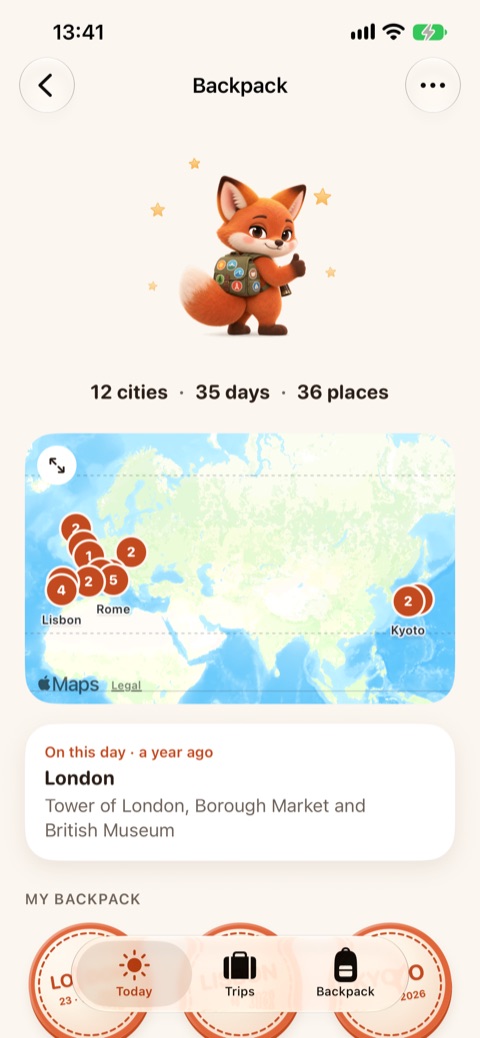 13:41
Backpack
12 cities · 35 days · 36 places
2
1
2
2
5
4
2
Lisbon
Rome
Kyoto
Maps Legal
On this day · a year ago
London
Tower of London, Borough Market and
British Museum
MY BACKPACK
LO
23 ·
O
2026
Today
Trips
Backpack